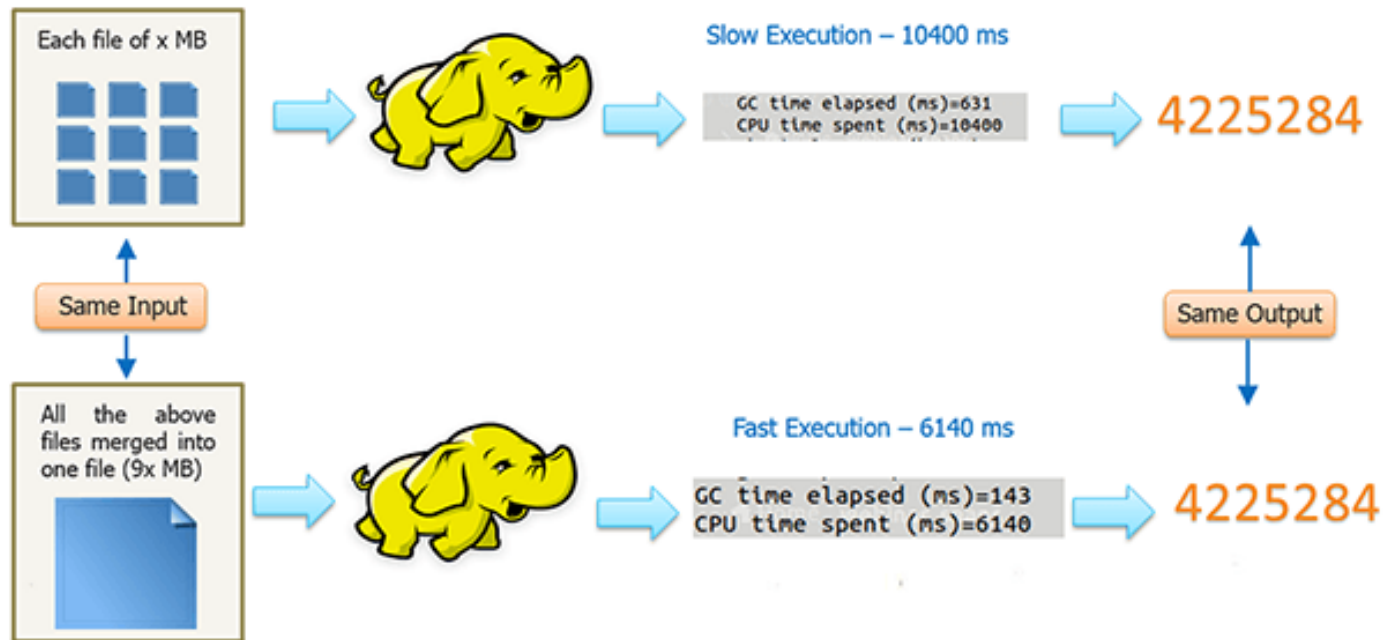 Each file of x MB
Slow Execution – 10400 ms
GC time elapsed (ms)=631
CPU time spent (ms)=10400
4225284
Same Input
Same Output
All the above
files merged into
one file (9x MB)
Fast Execution – 6140 ms
GC time elapsed (ms)=143
CPU time spent (ms)=6140
4225284